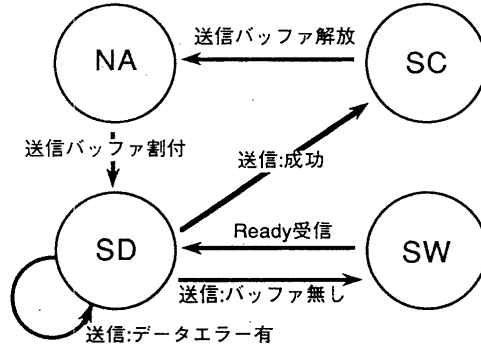 送信バッファ解放
NA
SC
送信バッファ割付
送信:成功
Ready受信
SD
SW
送信:バッファ無し
送信:データエラー有